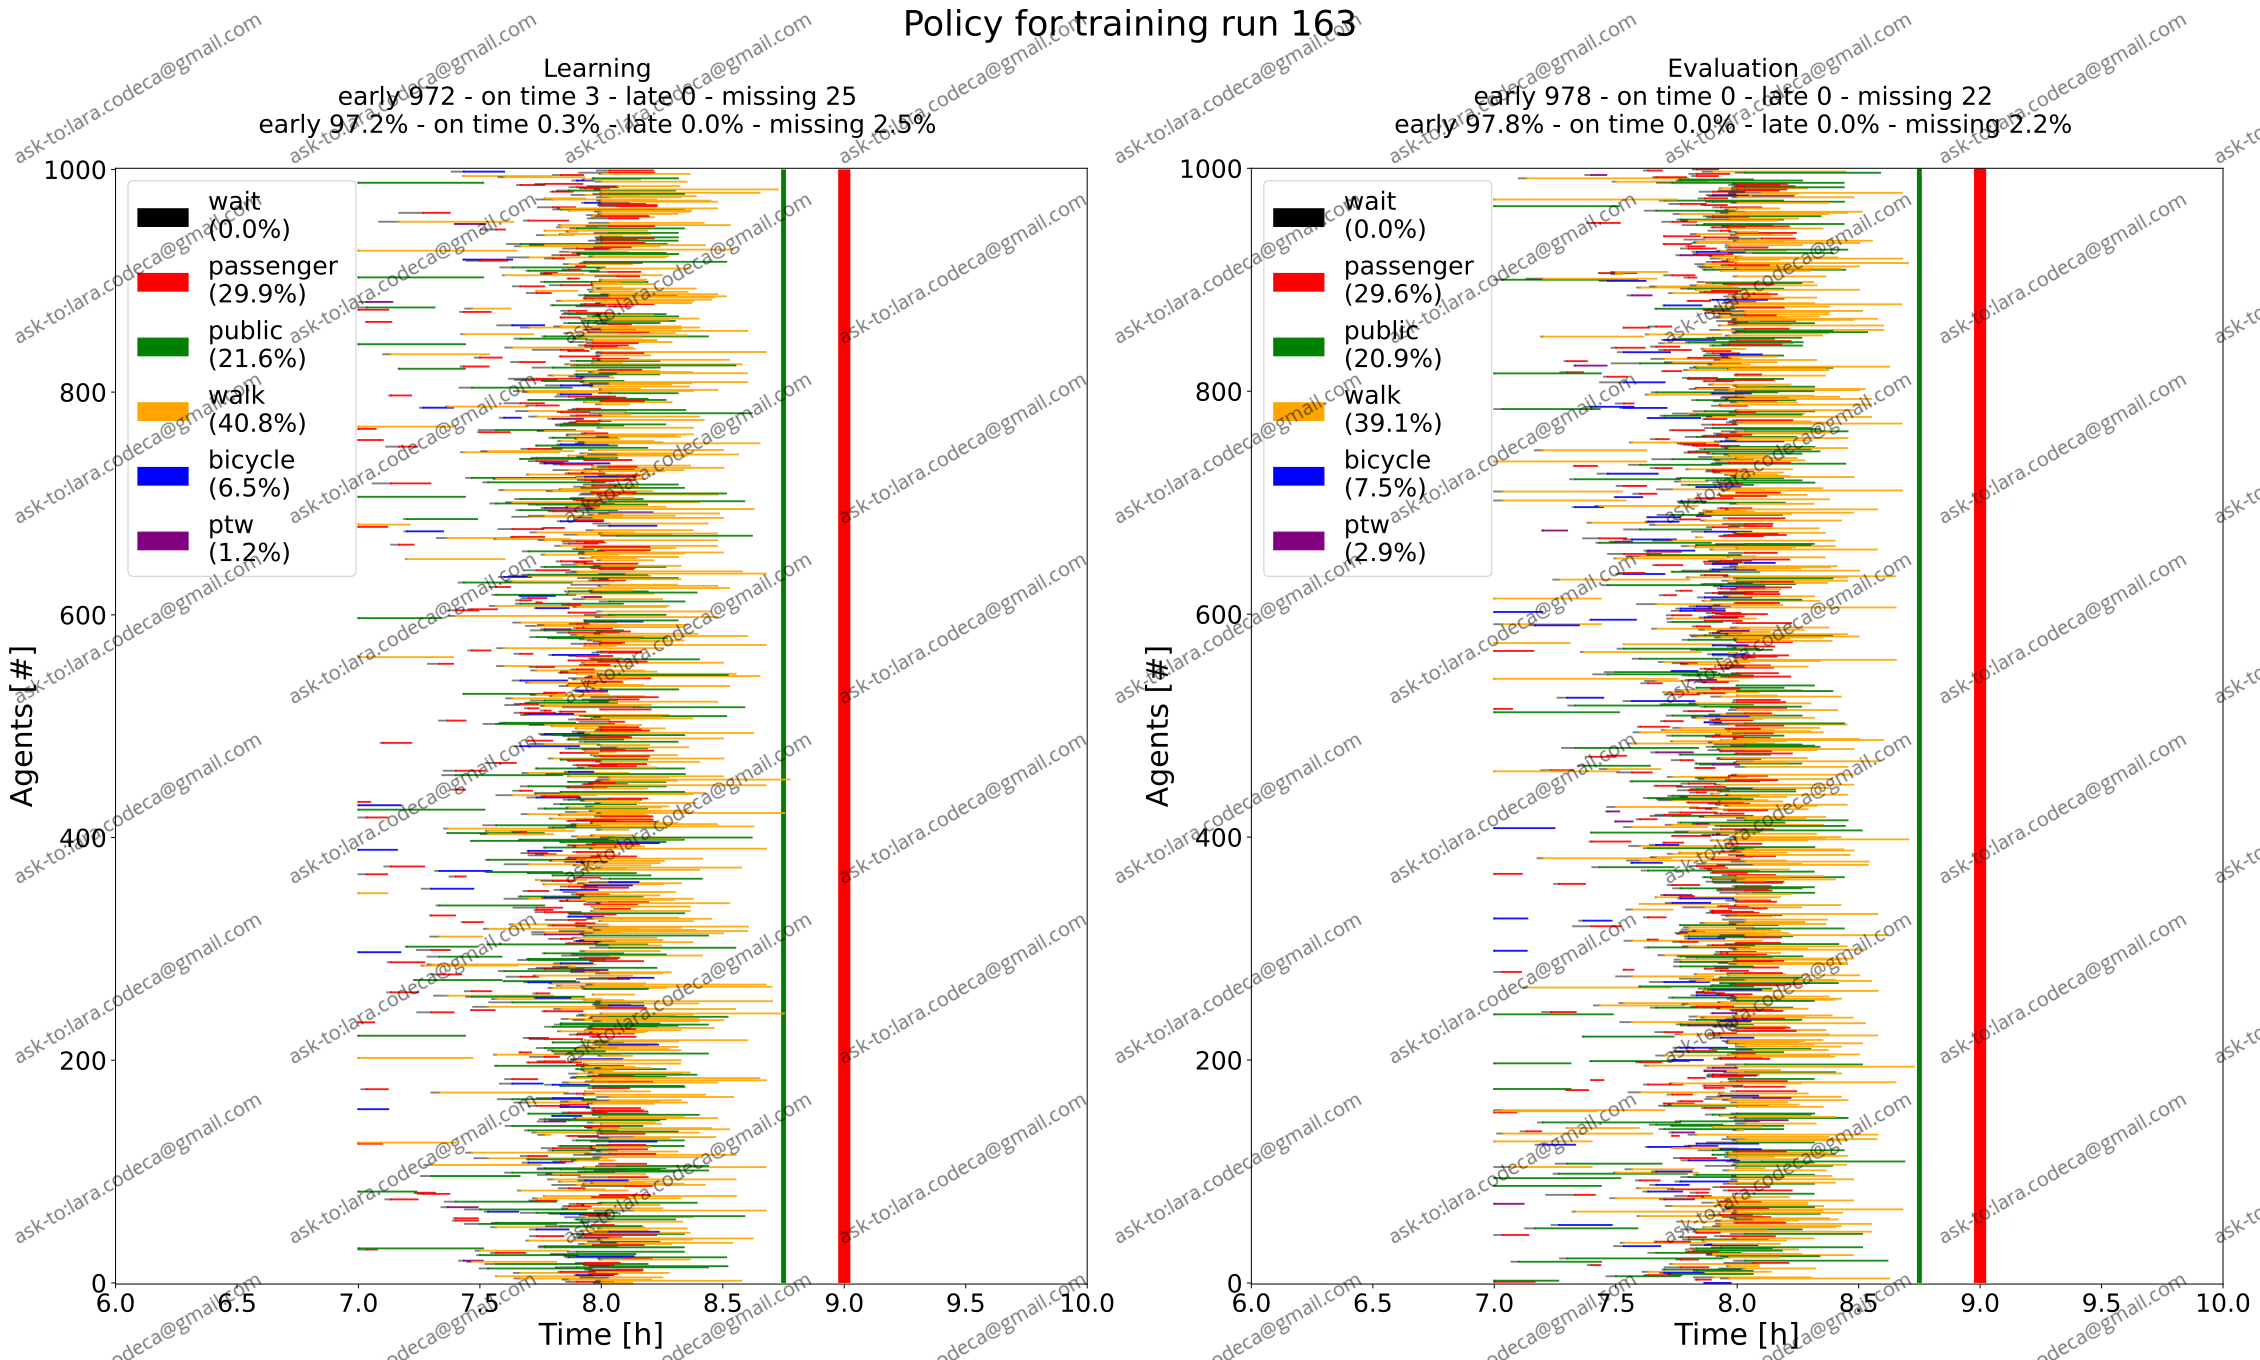 Policy for training run 163
Learning
early 972 - on time 3 - late 0 - missing 25
early 97.2% - on time 0.3% - late 0.0% - missing 2.5%
1000
800
600
400
200
0
Agents [#]
wait
(0.0%)
passenger
(29.9%)
public
(21.6%)
walk
(40.8%)
bicycle
(6.5%)
ptw
(1.2%)
6.0 6.5 7.0 7.5 8.0 8.5 9.0 9.5 10.0
Time [h]
Evaluation
early 978 - on time 0 - late 0 - missing 22
early 97.8% - on time 0.0% - late 0.0% - missing 2.2%
1000
800
600
400
200
0
Agents [#]
wait
(0.0%)
passenger
(29.6%)
public
(20.9%)
walk
(39.1%)
bicycle
(7.5%)
ptw
(2.9%)
6.0 6.5 7.0 7.5 8.0 8.5 9.0 9.5 10.0
Time [h]
ask-to:lara.codeca@gmail.com